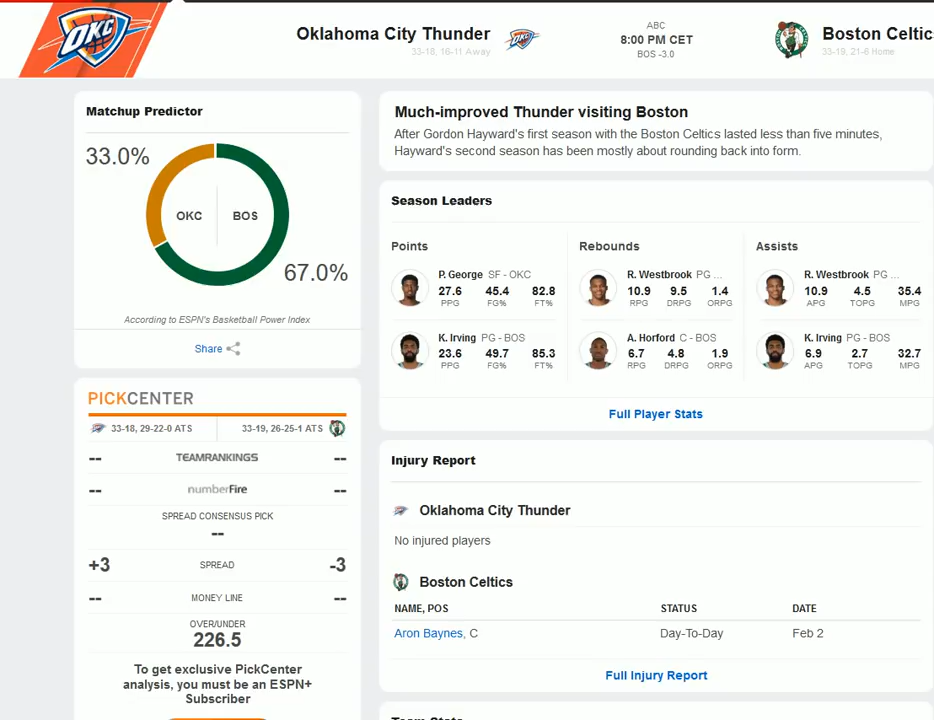 OKC
Oklahoma City Thunder
33-18, 16-11 Away
ABC
8:00 PM CET
BOS -3.0
Boston Celtic
33-19, 21-6 Home
Matchup Predictor
33.0%
OKC
BOS
67.0%
According to ESPN's Basketball Power Index
Share
PICKCENTER
33-18, 29-22-0 ATS
33-19, 26-25-1 ATS
-- TEAMRANKINGS --
-- numberFire --
SPREAD CONSENSUS PICK
--
+3 SPREAD -3
-- MONEY LINE --
OVER/UNDER
226.5
To get exclusive PickCenter
analysis, you must be an ESPN+
Subscriber
Much-improved Thunder visiting Boston
After Gordon Hayward's first season with the Boston Celtics lasted less than five minutes,
Hayward's second season has been mostly about rounding back into form.
Season Leaders
Points
P. George SF - OKC
27.6 45.4 82.8
PPG FG% FT%
K. Irving PG - BOS
23.6 49.7 85.3
PPG FG% FT%
Rebounds
R. Westbrook PG ...
10.9 9.5 1.4
RPG DRPG ORPG
A. Horford C - BOS
6.7 4.8 1.9
RPG DRPG ORPG
Assists
R. Westbrook PG ...
10.9 4.5 35.4
APG TOPG MPG
K. Irving PG - BOS
6.9 2.7 32.7
APG TOPG MPG
Full Player Stats
Injury Report
Oklahoma City Thunder
No injured players
Boston Celtics
NAME, POS STATUS DATE
Aron Baynes, C Day-To-Day Feb 2
Full Injury Report
Team Stats